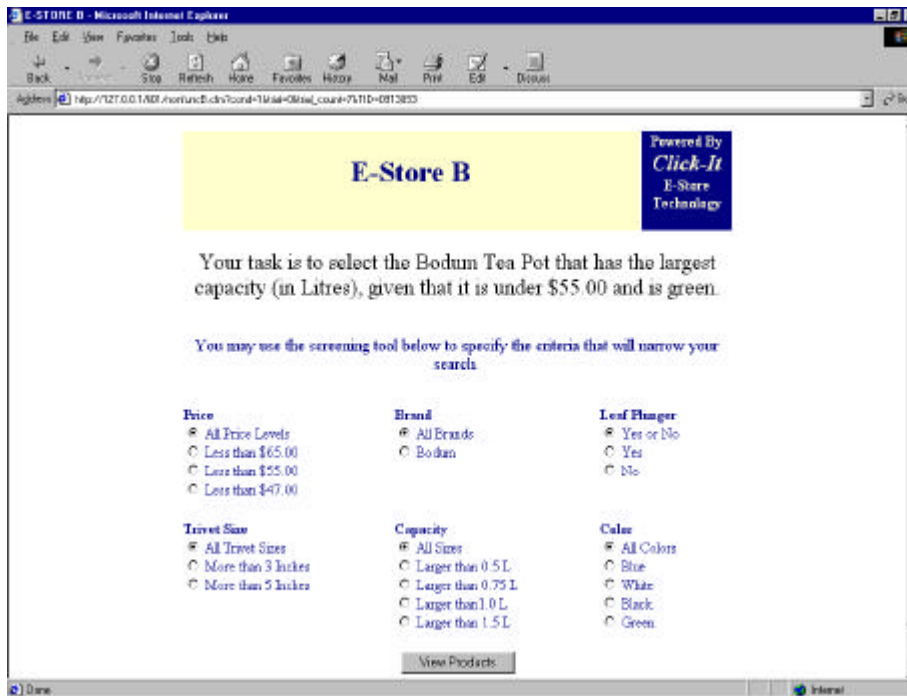 E-STORE B - Microsoft Internet Explorer
File Edit View Favorites Tools Help
Back Stop Refresh Home Favorites History Mail Print Edit Discuss
Address
E-Store B
Powered By
Click-It
E-Store
Technology
Your task is to select the Bodum Tea Pot that has the largest
capacity (in Litres), given that it is under $55.00 and is green.
You may use the screening tool below to specify the criteria that will narrow your
search
Price
All Price Levels
Less than $65.00
Less than $55.00
Less than $47.00
Brand
All Brands
Bodum
Leaf Plunger
Yes or No
Yes
No
Trivet Size
All Trivet Sizes
More than 3 Inches
More than 5 Inches
Capacity
All Sizes
Larger than 0.5 L
Larger than 0.75 L
Larger than 1.0 L
Larger than 1.5 L
Color
All Colors
Blue
White
Black
Green
View Products
Done
Internet